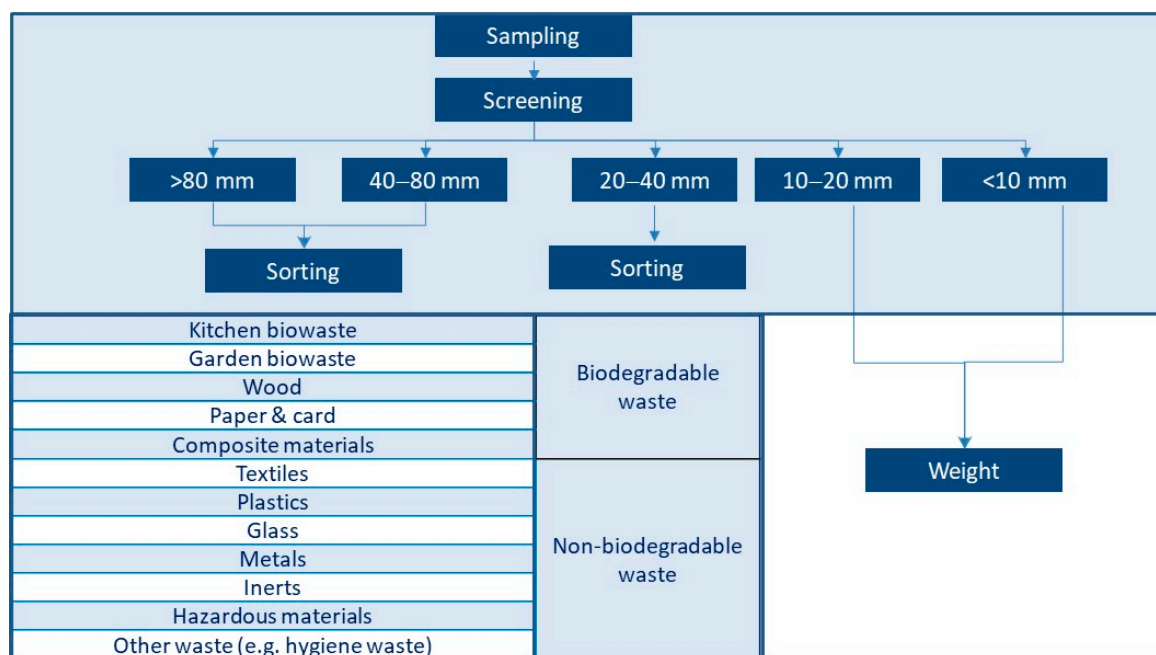 Sampling
Screening
>80 mm
40–80 mm
20–40 mm
10–20 mm
<10 mm
Sorting
Sorting
Kitchen biowaste
Garden biowaste
Wood
Paper & card
Composite materials
Textiles
Plastics
Glass
Metals
Inerts
Hazardous materials
Other waste (e.g. hygiene waste)
Biodegradable
waste
Non-biodegradable
waste
Weight